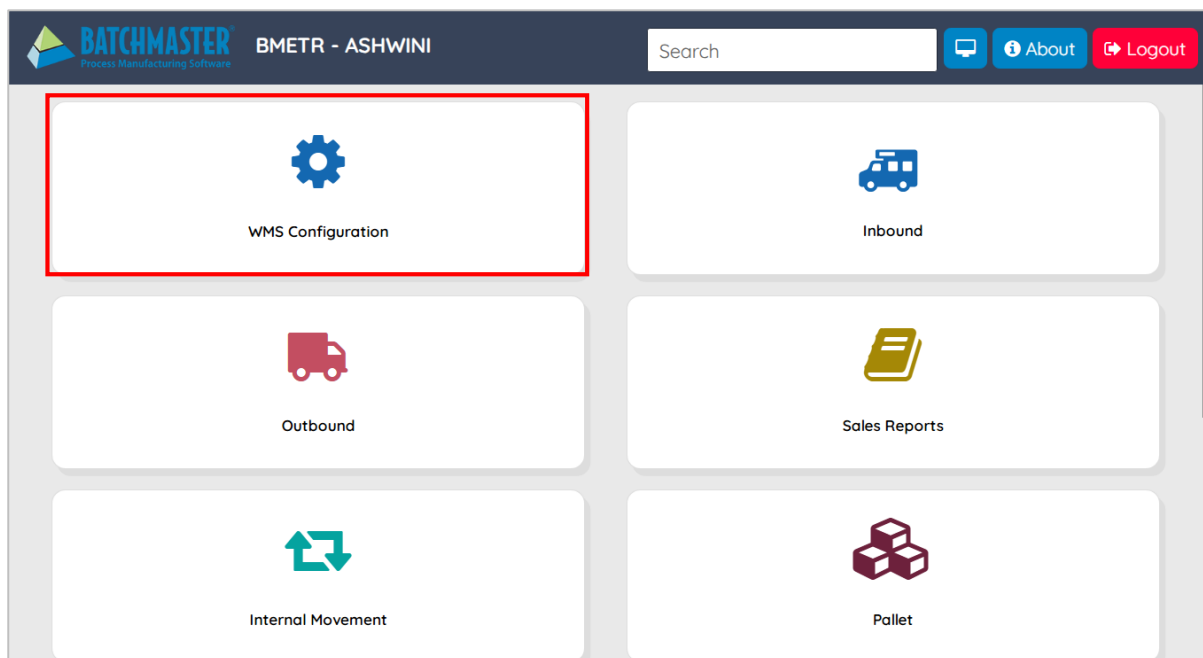 BATCHMASTER
Process Manufacturing Software
BMETR - ASHWINI
Search
About
Logout
WMS Configuration
Inbound
Outbound
Sales Reports
Internal Movement
Pallet